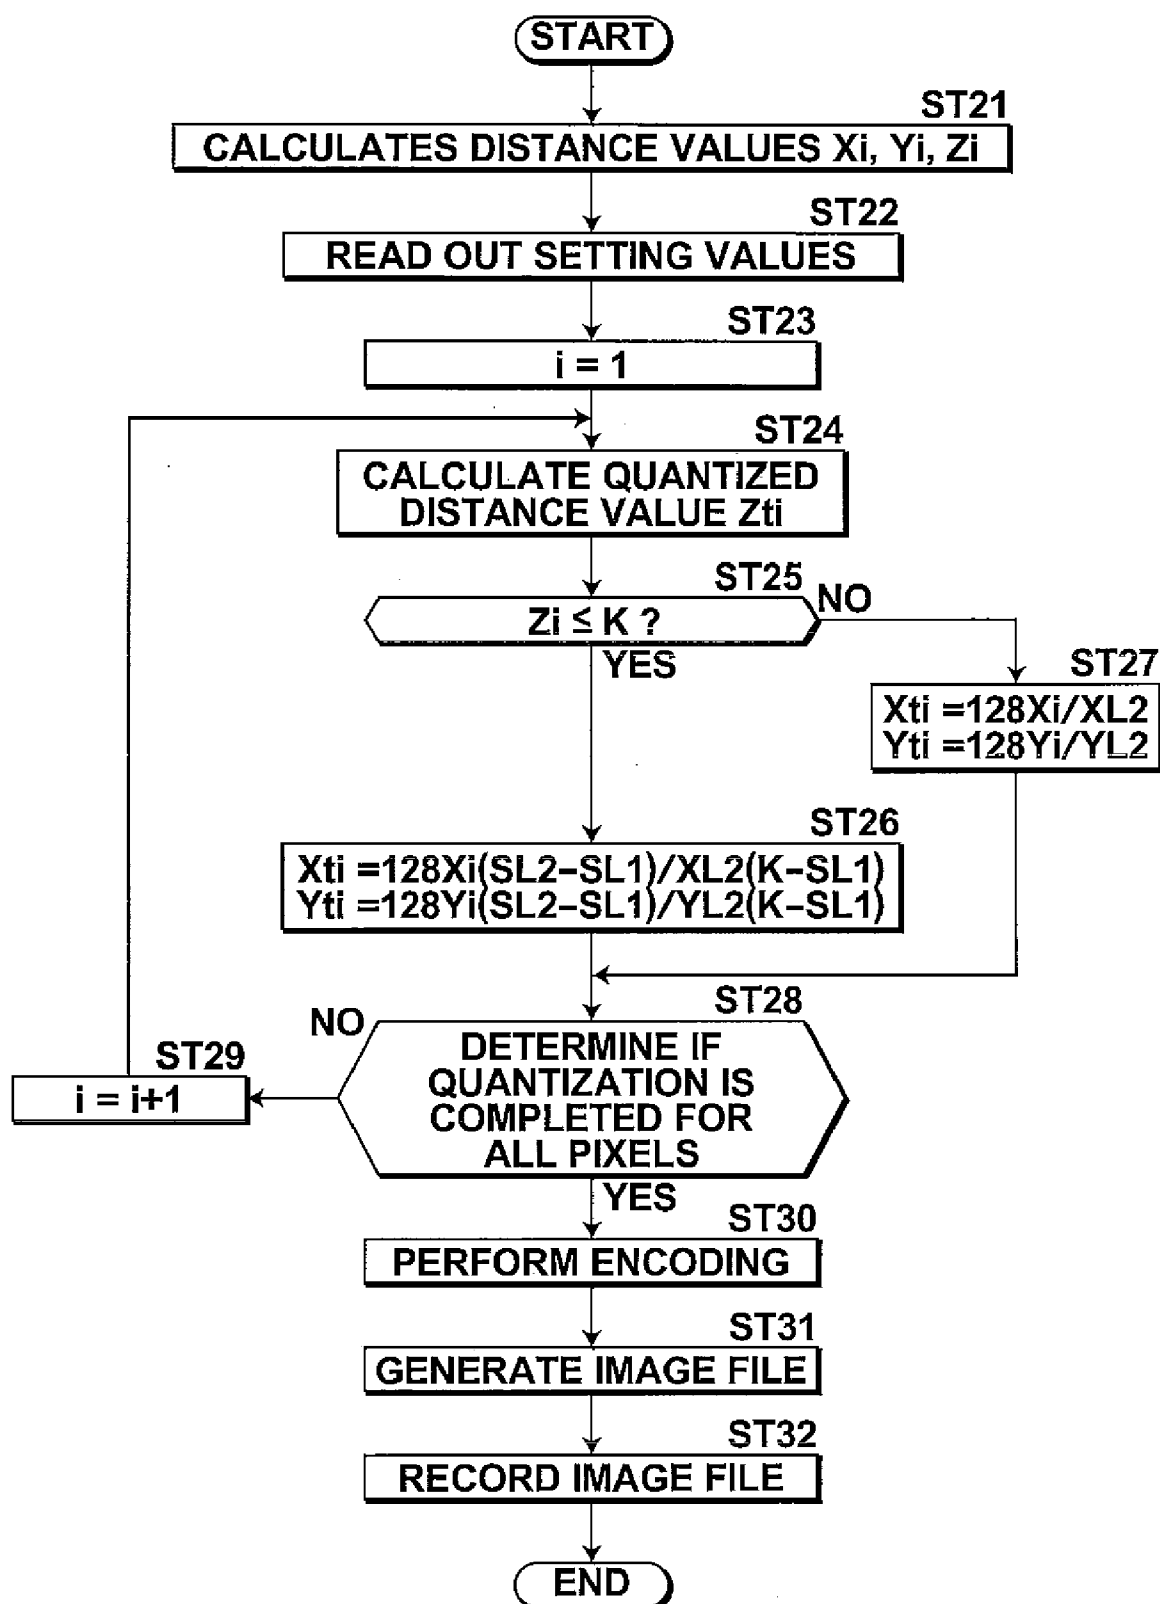 START
ST21
CALCULATES DISTANCE VALUES Xi, Yi, Zi
ST22
READ OUT SETTING VALUES
ST23
i = 1
ST24
CALCULATE QUANTIZED
DISTANCE VALUE Zti
ST25
Zi ≤ K ?
NO
YES
ST27
Xti =128Xi/XL2
Yti =128Yi/YL2
ST26
Xti =128Xi(SL2-SL1)/XL2(K-SL1)
Yti =128Yi(SL2-SL1)/YL2(K-SL1)
ST28
NO
DETERMINE IF
QUANTIZATION IS
COMPLETED FOR
ALL PIXELS
ST29
i = i+1
YES
ST30
PERFORM ENCODING
ST31
GENERATE IMAGE FILE
ST32
RECORD IMAGE FILE
END